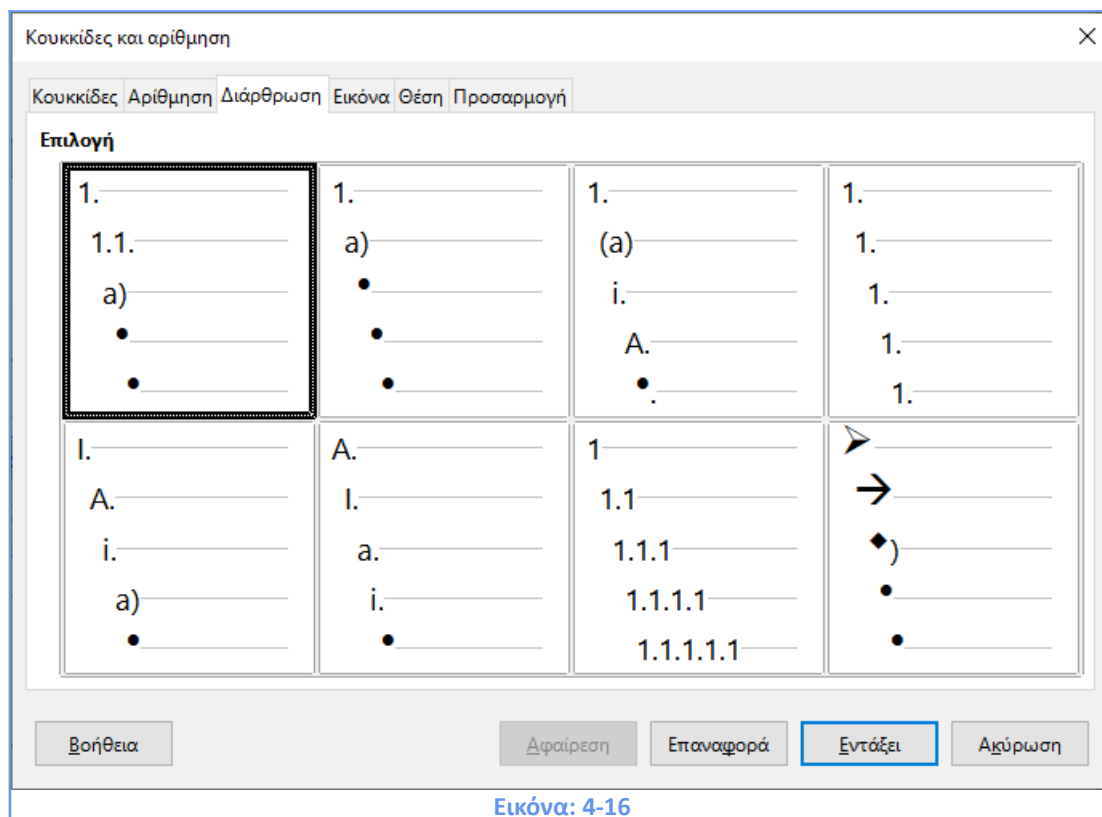 Κουκκίδες και αρίθμηση
Κουκκίδες Αρίθμηση Διάρθρωση Εικόνα Θέση Προσαρμογή
Επιλογή
1. 1. 1. 1.
1.1. a) (a) 1.
a) • i. 1.
• • A. 1.
• • •. 1.
I. A. 1 ➢
A. I. 1.1 →
i. a. 1.1.1 ◆)
a) i. 1.1.1.1 •
• • 1.1.1.1.1 •
Βοήθεια Αφαίρεση Επαναφορά Εντάξει Ακύρωση
Εικόνα: 4-16